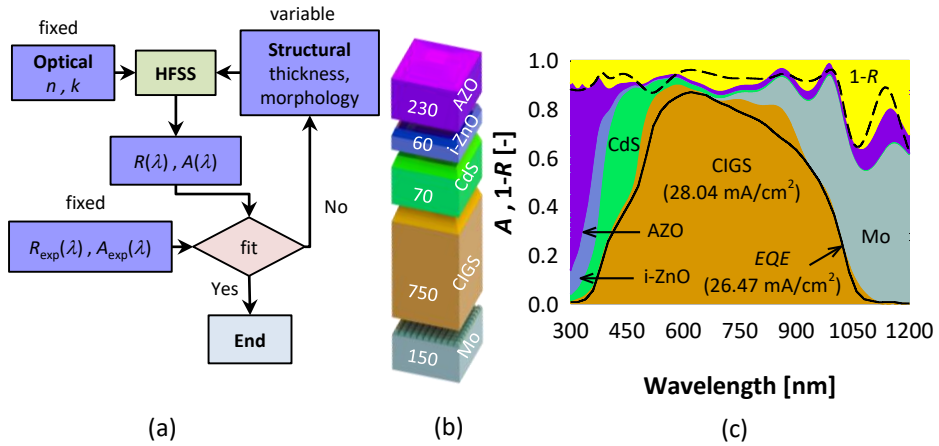 fixed
variable
Optical
n , k
HFSS
Structural
thickness,
morphology
R(λ) , A(λ)
fixed
No
R_exp(λ) , A_exp(λ)
fit
Yes
End
(a)
AZO
230
i-ZnO
60
CdS
70
CIGS
750
Mo
150
(b)
A , 1-R [-]
1.0
0.8
0.6
0.4
0.2
0.0
1-R
CdS
CIGS
(28.04 mA/cm²)
AZO
Mo
EQE
i-ZnO
(26.47 mA/cm²)
300 450 600 750 900 1050 1200
Wavelength [nm]
(c)